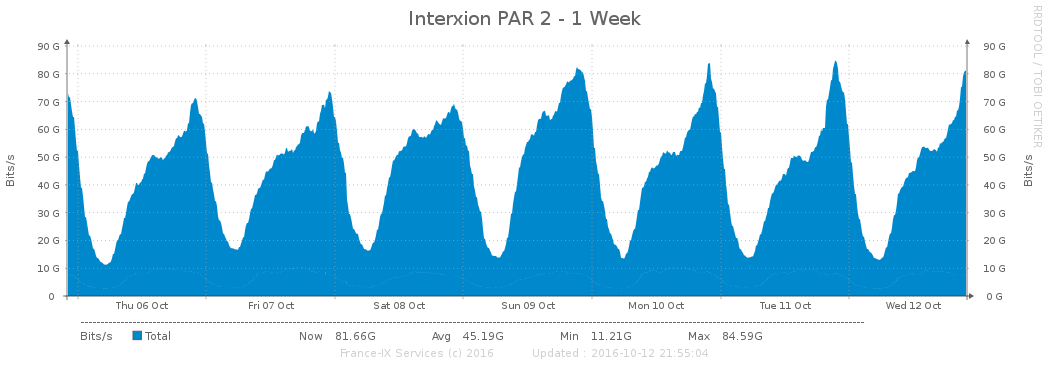 Interxion PAR 2 - 1 Week
RRDTOOL / TOBI OETIKER
90 G 90 G
80 G 80 G
70 G 70 G
60 G 60 G
50 G 50 G
40 G 40 G
30 G 30 G
20 G 20 G
10 G 10 G
0 0 G
Bits/s
Bits/s
Thu 06 Oct Fri 07 Oct Sat 08 Oct Sun 09 Oct Mon 10 Oct Tue 11 Oct Wed 12 Oct
Bits/s Total Now 81.66G Avg 45.19G Min 11.21G Max 84.59G
France-IX Services (c) 2016 Updated : 2016-10-12 21:55:04